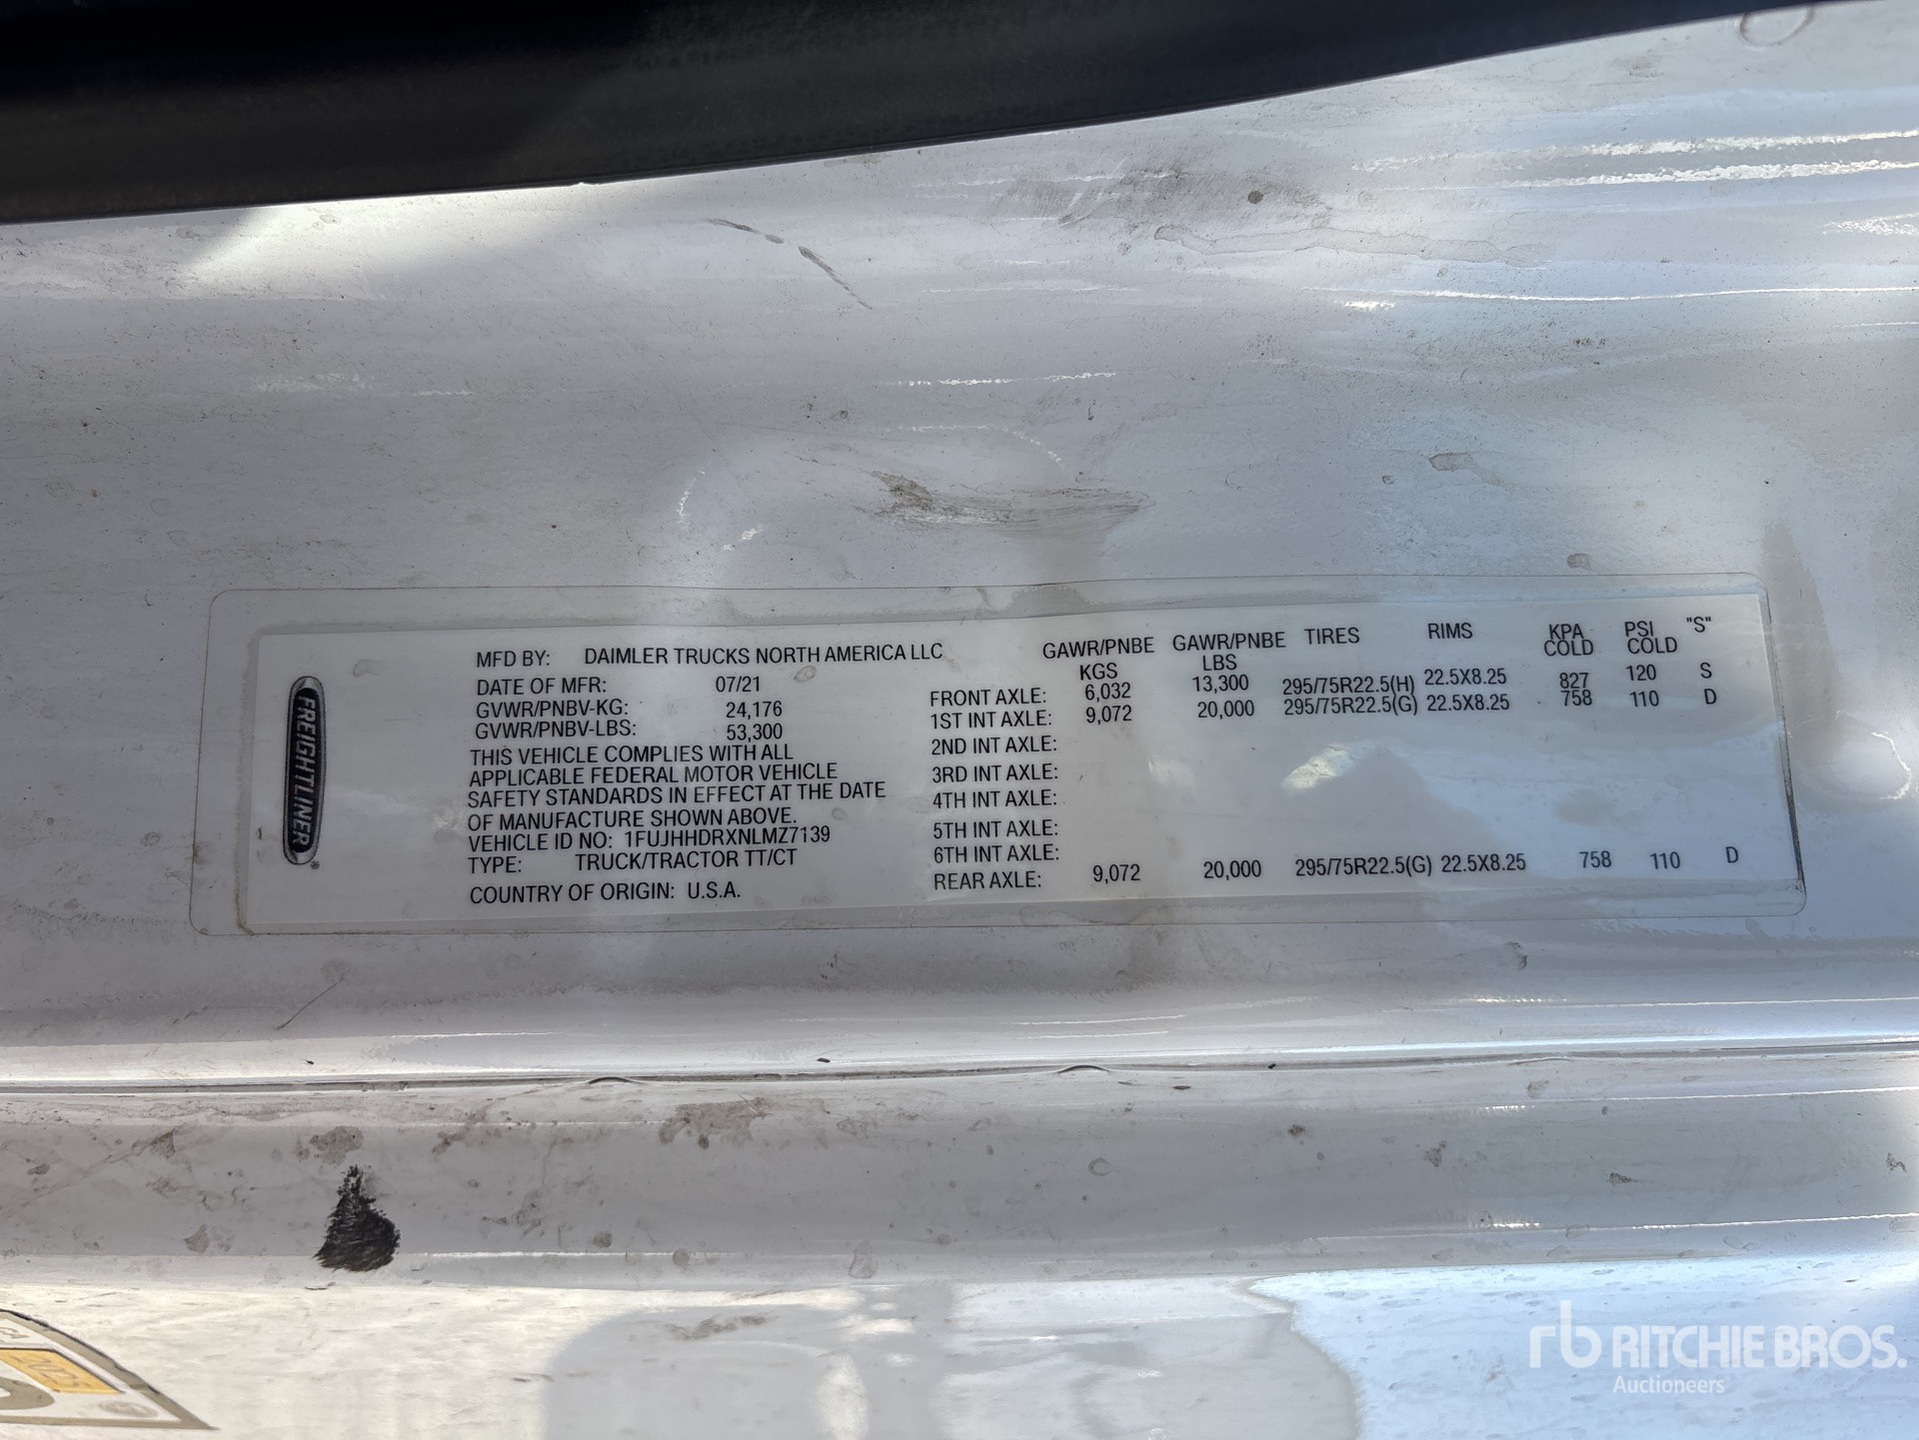 FREIGHTLINER
MFD BY: DAIMLER TRUCKS NORTH AMERICA LLC
DATE OF MFR: 07/21
GVWR/PNBV-KG: 24,176
GVWR/PNBV-LBS: 53,300
THIS VEHICLE COMPLIES WITH ALL
APPLICABLE FEDERAL MOTOR VEHICLE
SAFETY STANDARDS IN EFFECT AT THE DATE
OF MANUFACTURE SHOWN ABOVE.
VEHICLE ID NO: 1FUJHHDRXNLMZ7139
TYPE: TRUCK/TRACTOR TT/CT
COUNTRY OF ORIGIN: U.S.A.
GAWR/PNBE GAWR/PNBE TIRES RIMS KPA PSI "S"
KGS LBS COLD COLD
FRONT AXLE: 6,032 13,300 295/75R22.5(H) 22.5X8.25 827 120 S
1ST INT AXLE: 9,072 20,000 295/75R22.5(G) 22.5X8.25 758 110 D
2ND INT AXLE:
3RD INT AXLE:
4TH INT AXLE:
5TH INT AXLE:
6TH INT AXLE:
REAR AXLE: 9,072 20,000 295/75R22.5(G) 22.5X8.25 758 110 D
CA
2025
rb RITCHIE BROS.
Auctioneers